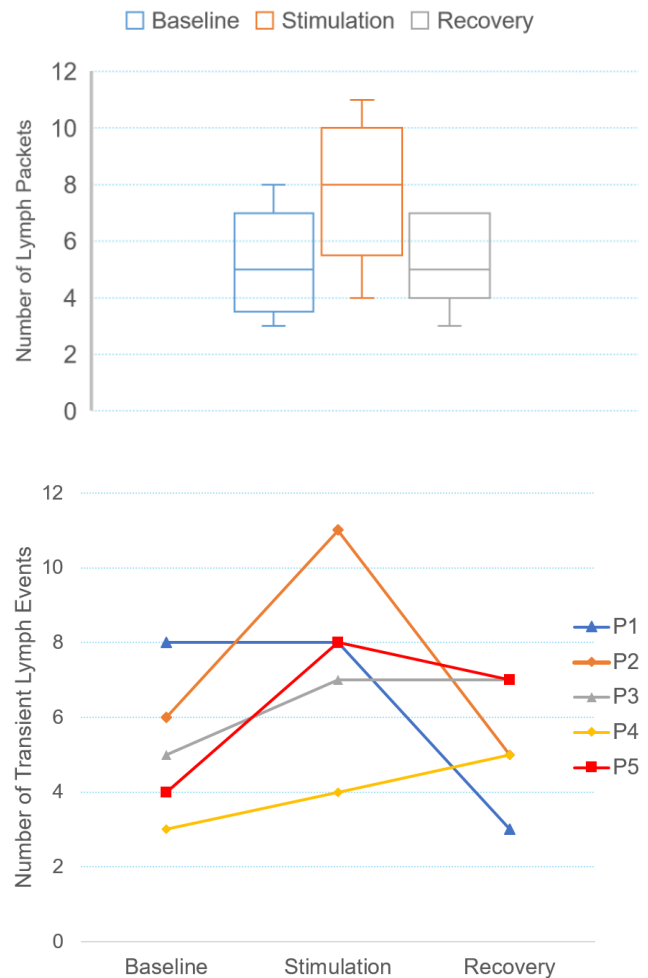 Baseline Stimulation Recovery
Number of Lymph Packets
12
10
8
6
4
2
0
Number of Transient Lymph Events
12
10
8
6
4
2
0
P1
P2
P3
P4
P5
Baseline Stimulation Recovery